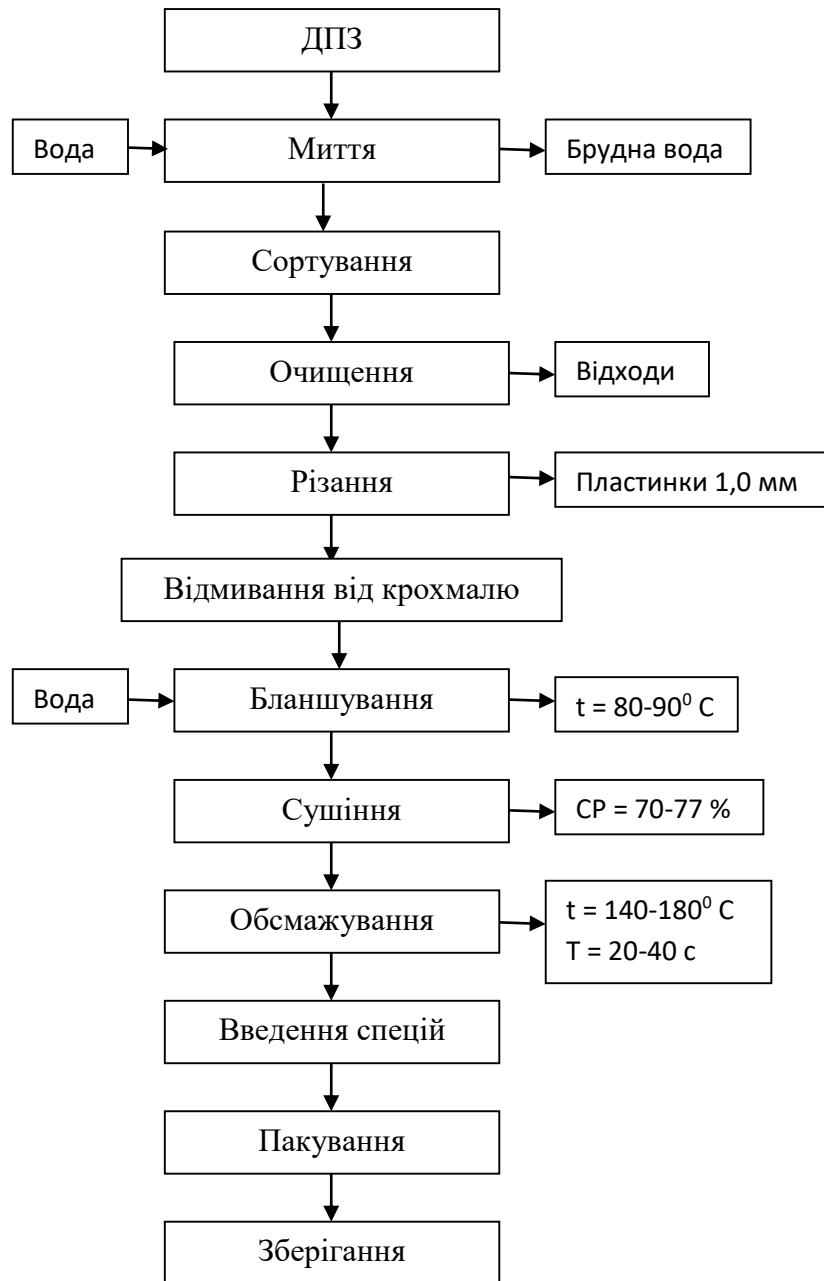 ДПЗ
Вода
Миття
Брудна вода
Сортування
Очищення
Відходи
Різання
Пластинки 1,0 мм
Відмивання від крохмалю
Вода
Бланшування
t = 80-90⁰ С
Сушіння
СР = 70-77 %
Обсмажування
t = 140-180⁰ С
Т = 20-40 с
Введення спецій
Пакування
Зберігання